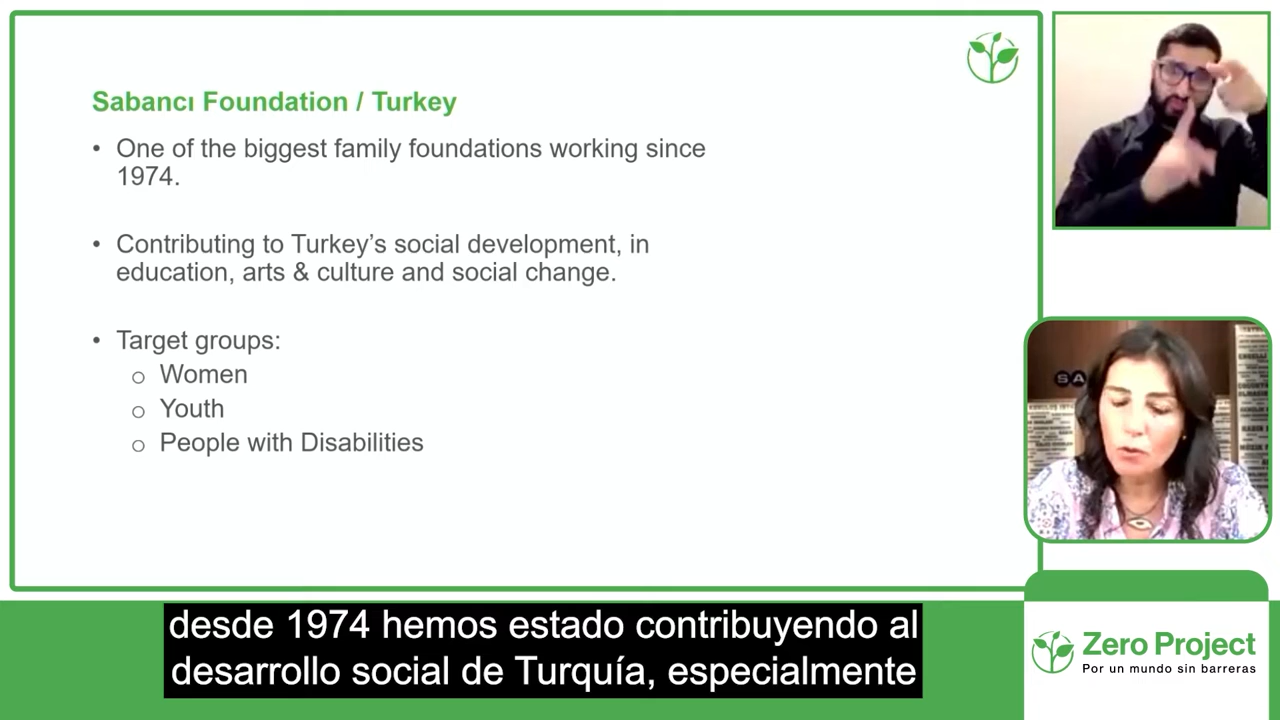 Sabancı Foundation / Turkey
• One of the biggest family foundations working since
1974.
• Contributing to Turkey’s social development, in
education, arts & culture and social change.
• Target groups:
o Women
o Youth
o People with Disabilities
SA
desde 1974 hemos estado contribuyendo al
desarrollo social de Turquía, especialmente
Zero Project
Por un mundo sin barreras